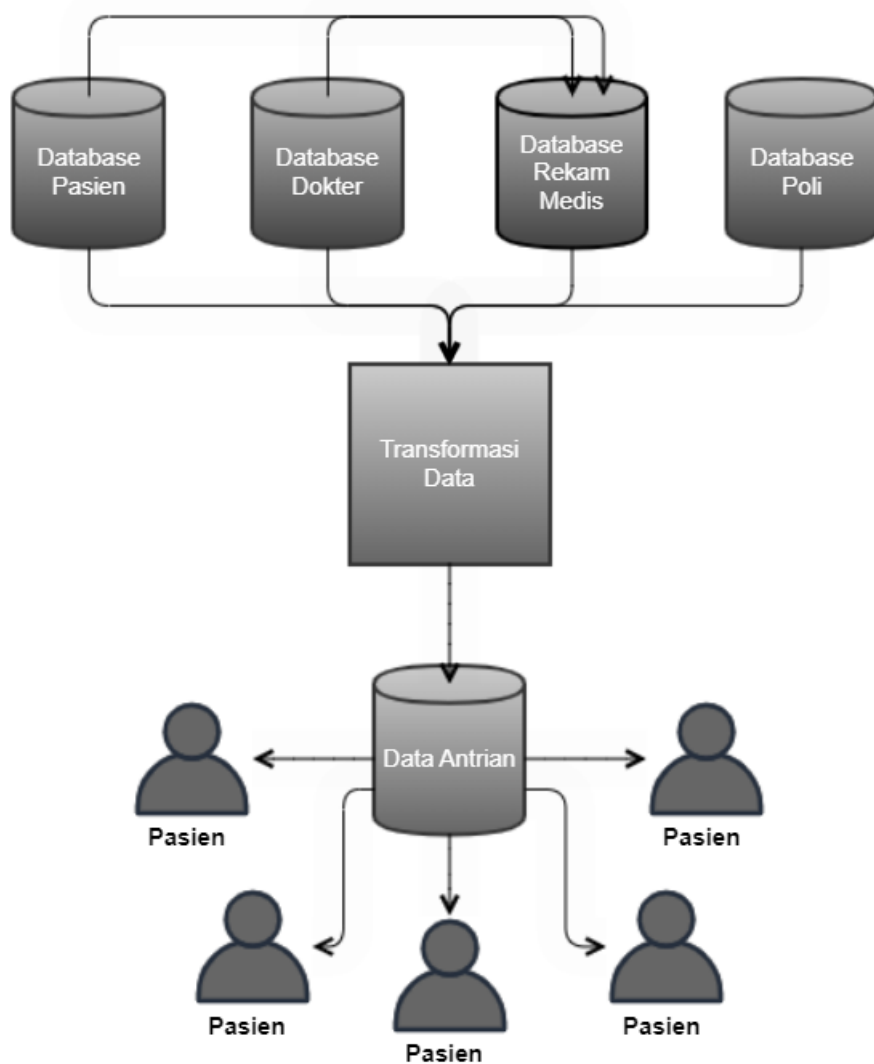 Database
Pasien
Database
Dokter
Database
Rekam
Medis
Database
Poli
Transformasi
Data
Data Antrian
Pasien
Pasien
Pasien
Pasien
Pasien